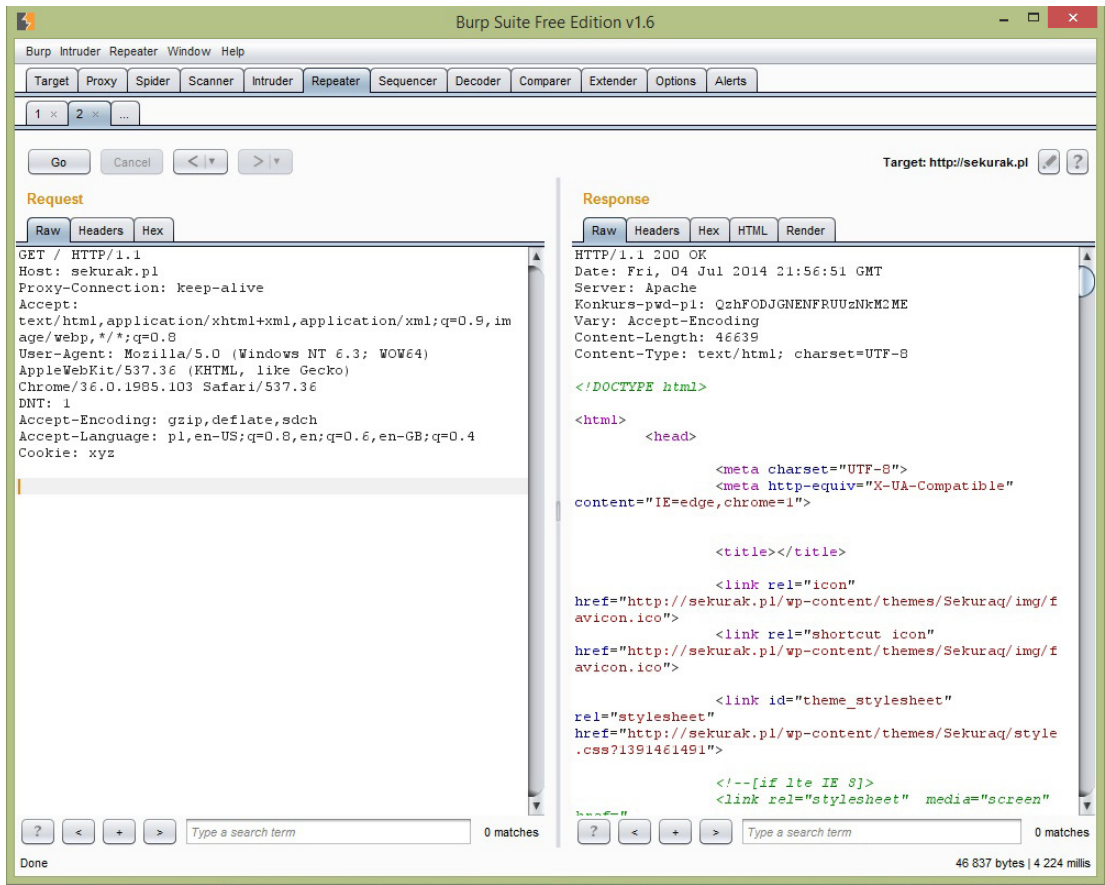 Burp Suite Free Edition v1.6
Burp Intruder Repeater Window Help
Target Proxy Spider Scanner Intruder Repeater Sequencer Decoder Comparer Extender Options Alerts
1 × 2 × ...
Go Cancel < > Target: http://sekurak.pl ?
Request
Raw Headers Hex
GET / HTTP/1.1
Host: sekurak.pl
Proxy-Connection: keep-alive
Accept:
text/html,application/xhtml+xml,application/xml;q=0.9,im
age/webp,*/*;q=0.8
User-Agent: Mozilla/5.0 (Windows NT 6.3; WOW64)
AppleWebKit/537.36 (KHTML, like Gecko)
Chrome/36.0.1985.103 Safari/537.36
DNT: 1
Accept-Encoding: gzip,deflate,sdch
Accept-Language: pl,en-US;q=0.8,en;q=0.6,en-GB;q=0.4
Cookie: xyz
? < + > Type a search term 0 matches
Response
Raw Headers Hex HTML Render
HTTP/1.1 200 OK
Date: Fri, 04 Jul 2014 21:56:51 GMT
Server: Apache
Konkurs-pwd-p1: QzhFODJGNENFRUUzNkM2ME
Vary: Accept-Encoding
Content-Length: 46639
Content-Type: text/html; charset=UTF-8
<!DOCTYPE html>
<html>
<head>
<meta charset="UTF-8">
<meta http-equiv="X-UA-Compatible"
content="IE=edge,chrome=1">
<title></title>
<link rel="icon"
href="http://sekurak.pl/wp-content/themes/Sekuraq/img/f
avicon.ico">
<link rel="shortcut icon"
href="http://sekurak.pl/wp-content/themes/Sekuraq/img/f
avicon.ico">
<link id="theme_stylesheet"
rel="stylesheet"
href="http://sekurak.pl/wp-content/themes/Sekuraq/style
.css?1391461491">
<!--[if lte IE 8]>
<link rel="stylesheet" media="screen"
href="
? < + > Type a search term 0 matches
Done 46 837 bytes | 4 224 millis